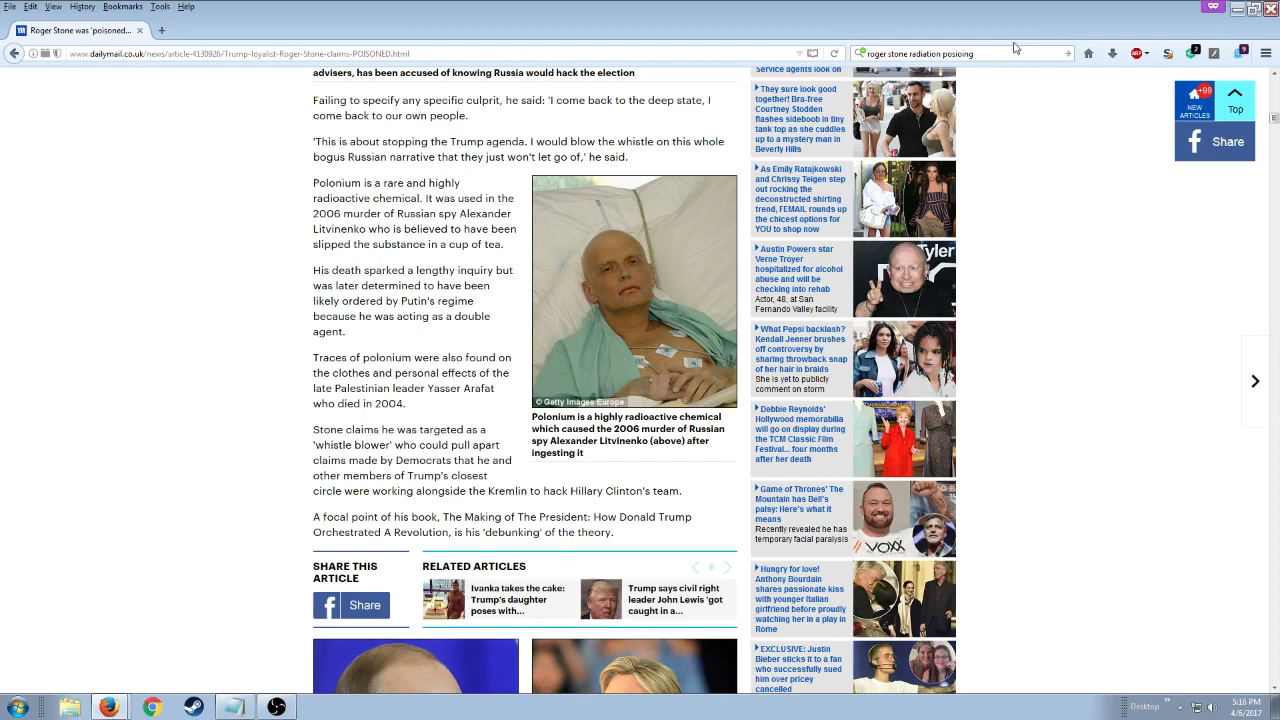 File Edit View History Bookmarks Tools Help
Roger Stone was 'poisoned...
www.dailymail.co.uk/news/article-4130926/Trump-loyalist-Roger-Stone-claims-POISONED.html
roger stone radiation posioing
advisers, has been accused of knowing Russia would hack the election
Failing to specify any specific culprit, he said: 'I come back to the deep state, I
come back to our own people.
'This is about stopping the Trump agenda. I would blow the whistle on this whole
bogus Russian narrative that they just won't let go of,' he said.
Polonium is a rare and highly
radioactive chemical. It was used in the
2006 murder of Russian spy Alexander
Litvinenko who is believed to have been
slipped the substance in a cup of tea.
His death sparked a lengthy inquiry but
was later determined to have been
likely ordered by Putin's regime
because he was acting as a double
agent.
Traces of polonium were also found on
the clothes and personal effects of the
late Palestinian leader Yasser Arafat
who died in 2004.
Stone claims he was targeted as a
'whistle blower' who could pull apart
claims made by Democrats that he and
other members of Trump's closest
circle were working alongside the Kremlin to hack Hillary Clinton's team.
A focal point of his book, The Making of The President: How Donald Trump
Orchestrated A Revolution, is his 'debunking' of the theory.
© Getty Images Europe
Polonium is a highly radioactive chemical
which caused the 2006 murder of Russian
spy Alexander Litvinenko (above) after
ingesting it
SHARE THIS
ARTICLE
Share
RELATED ARTICLES
Ivanka takes the cake:
Trump's daughter
poses with...
Trump says civil right
leader John Lewis 'got
caught in a...
Service agents look on
They sure look good
together! Bra-free
Courtney Stodden
flashes sideboob in tiny
tank top as she cuddles
up to a mystery man in
Beverly Hills
As Emily Ratajkowski
and Chrissy Teigen step
out rocking the
deconstructed shirting
trend, FEMAIL rounds up
the chicest options for
YOU to shop now
Austin Powers star
Verne Troyer
hospitalized for alcohol
abuse and will be
checking into rehab
Actor, 48, at San
Fernando Valley facility
Tyler
What Pepsi backlash?
Kendall Jenner brushes
off controversy by
sharing throwback snap
of her hair in braids
She is yet to publicly
comment on storm
Debbie Reynolds'
Hollywood memorabilia
will go on display during
the TCM Classic Film
Festival... four months
after her death
Game of Thrones' The
Mountain has Bell's
palsy: Here's what it
means
Recently revealed he has
temporary facial paralysis
VOXX
Hungry for love!
Anthony Bourdain
shares passionate kiss
with younger Italian
girlfriend before proudly
watching her in a play in
Rome
EXCLUSIVE: Justin
Bieber sticks it to a fan
who successfully sued
him over pricey
cancelled
+99
NEW
ARTICLES
Top
Share
Desktop
5:16 PM
4/6/2017